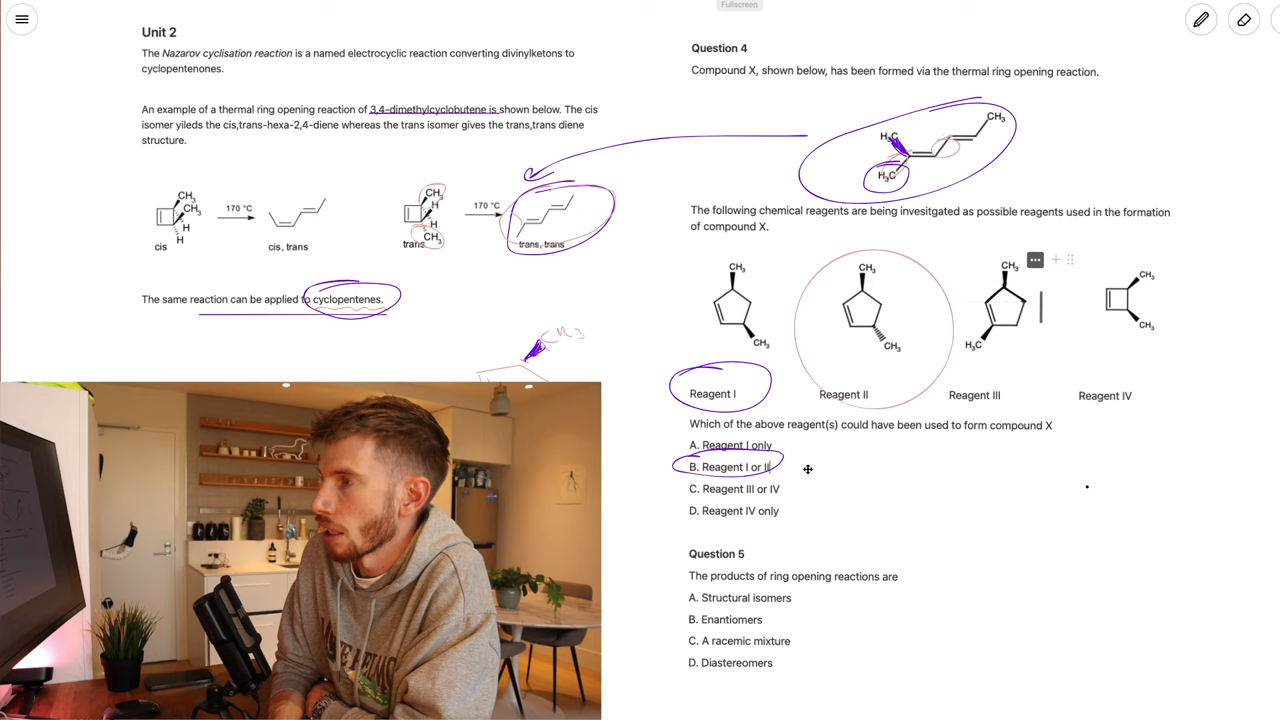 Fullscreen
Unit 2
The Nazarov cyclisation reaction is a named electrocyclic reaction converting divinylketons to
cyclopentenones.
An example of a thermal ring opening reaction of 3,4-dimethylcyclobutene is shown below. The cis
isomer yileds the cis,trans-hexa-2,4-diene whereas the trans isomer gives the trans,trans diene
structure.
CH3
CH3
H
H
170 °C
cis
cis, trans
CH3
H
H
CH3
170 °C
trans
trans, trans
The same reaction can be applied to cyclopentenes.
CH3
Question 4
Compound X, shown below, has been formed via the thermal ring opening reaction.
H3C
H3C
CH3
The following chemical reagents are being invesitgated as possible reagents used in the formation
of compound X.
CH3
CH3
CH3
CH3
CH3
H3C
CH3
CH3
Reagent I
Reagent II
Reagent III
Reagent IV
Which of the above reagent(s) could have been used to form compound X
A. Reagent I only
B. Reagent I or II
C. Reagent III or IV
D. Reagent IV only
Question 5
The products of ring opening reactions are
A. Structural isomers
B. Enantiomers
C. A racemic mixture
D. Diastereomers